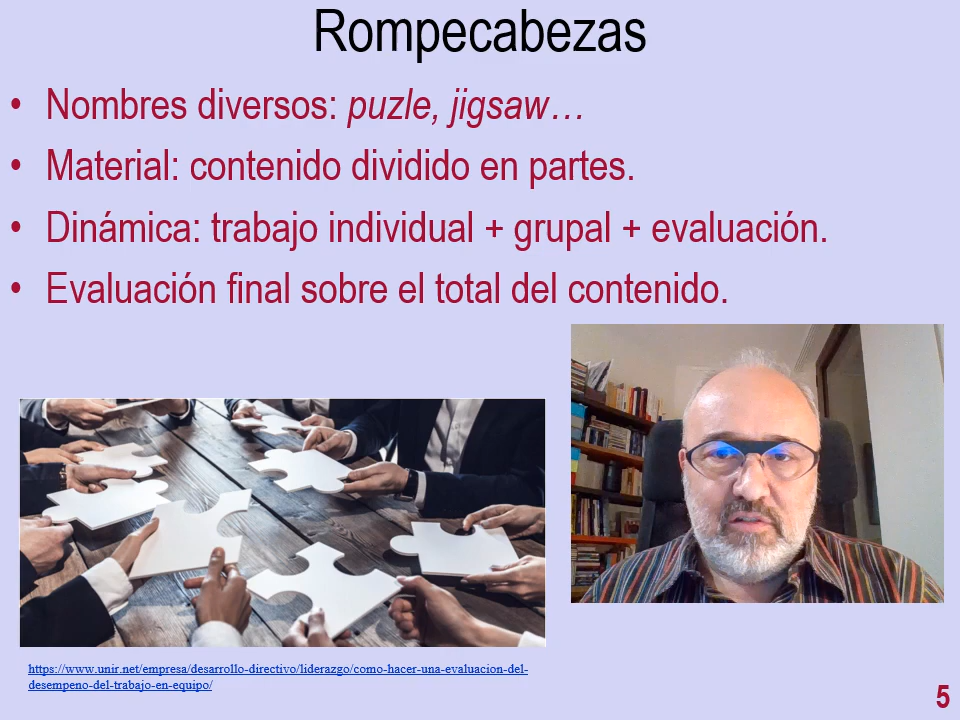 Rompecabezas
• Nombres diversos: puzle, jigsaw…
• Material: contenido dividido en partes.
• Dinámica: trabajo individual + grupal + evaluación.
• Evaluación final sobre el total del contenido.
https://www.unir.net/empresa/desarrollo-directivo/liderazgo/como-hacer-una-evaluacion-del-
desempeno-del-trabajo-en-equipo/
5